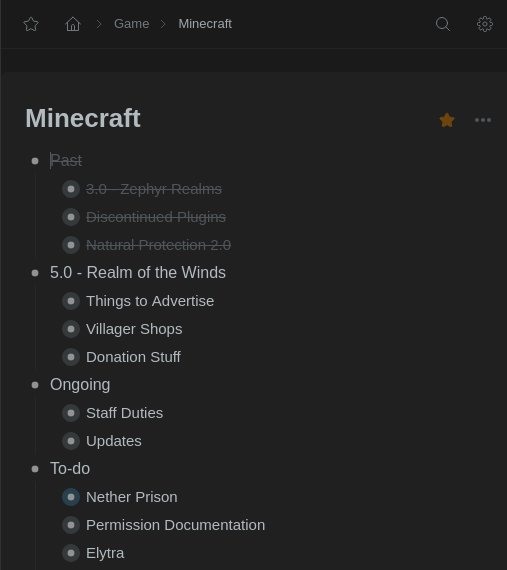 Game
Minecraft
Minecraft
Past
3.0 - Zephyr Realms
Discontinued Plugins
Natural Protection 2.0
5.0 - Realm of the Winds
Things to Advertise
Villager Shops
Donation Stuff
Ongoing
Staff Duties
Updates
To-do
Nether Prison
Permission Documentation
Elytra